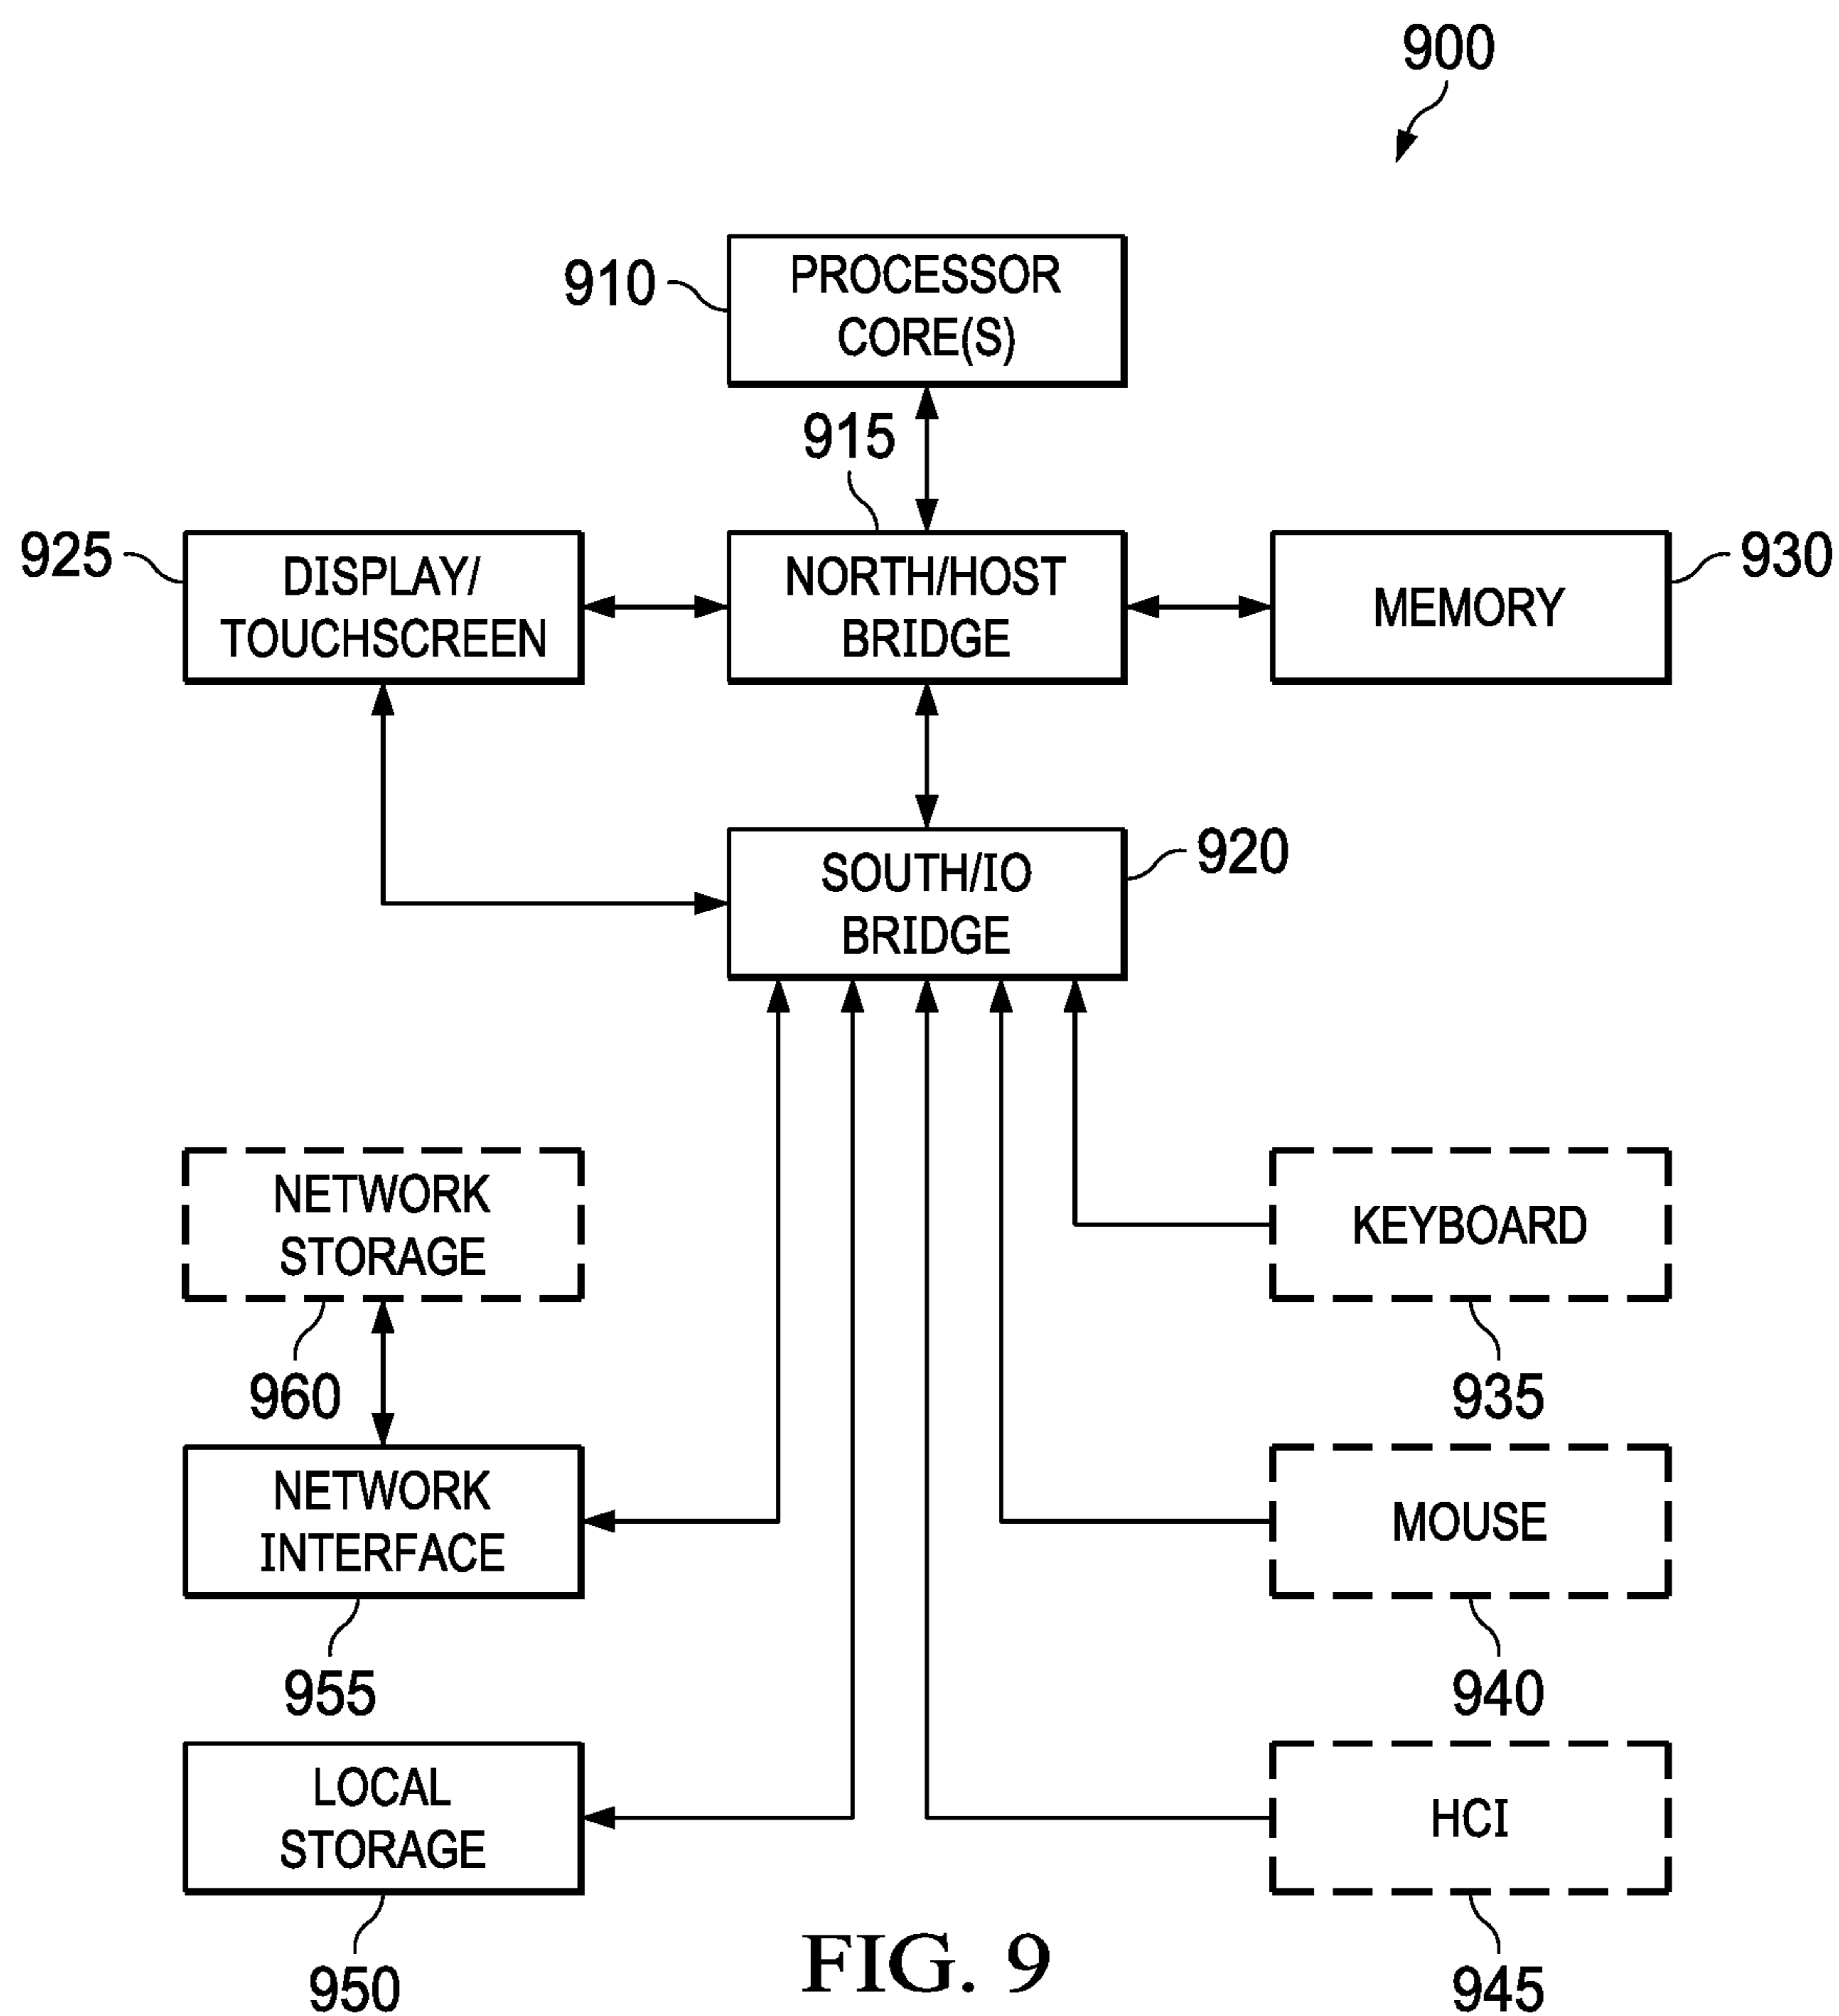 900
910
PROCESSOR
CORE(S)
915
925
DISPLAY/
TOUCHSCREEN
NORTH/HOST
BRIDGE
MEMORY
930
SOUTH/IO
BRIDGE
920
NETWORK
STORAGE
960
KEYBOARD
935
NETWORK
INTERFACE
955
MOUSE
940
LOCAL
STORAGE
950
HCI
945
FIG. 9